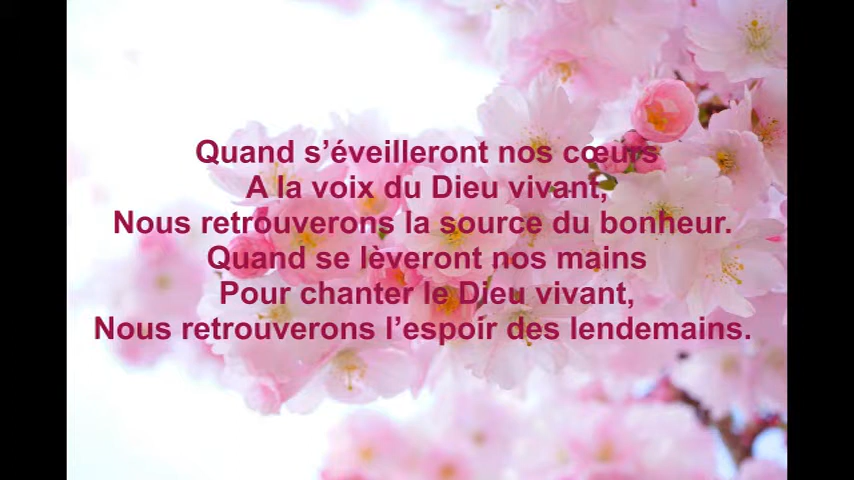 Quand s’éveilleront nos cœurs
A la voix du Dieu vivant,
Nous retrouverons la source du bonheur.
Quand se lèveront nos mains
Pour chanter le Dieu vivant,
Nous retrouverons l’espoir des lendemains.